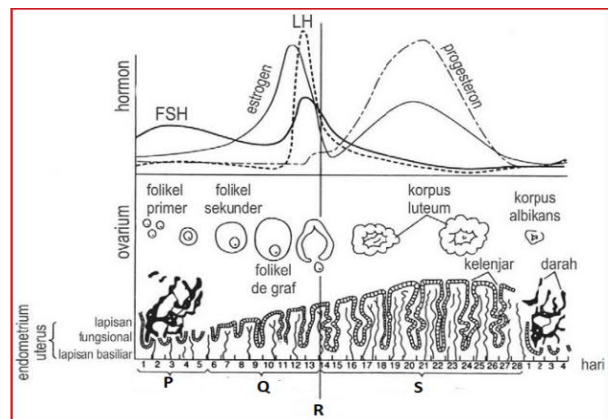 LH
hormon
FSH
estrogen
progesteron
ovarium
folikel
primer
folikel
sekunder
folikel
de graf
korpus
luteum
korpus
albikans
kelenjar
darah
endometrium
uterus
lapisan
fungsional
lapisan basiliar
1 2 3 4 5 6 7 8 9 10 11 12 13 14 15 16 17 18 19 20 21 22 23 24 25 26 27 28 1 2 3 4 hari
P Q R S